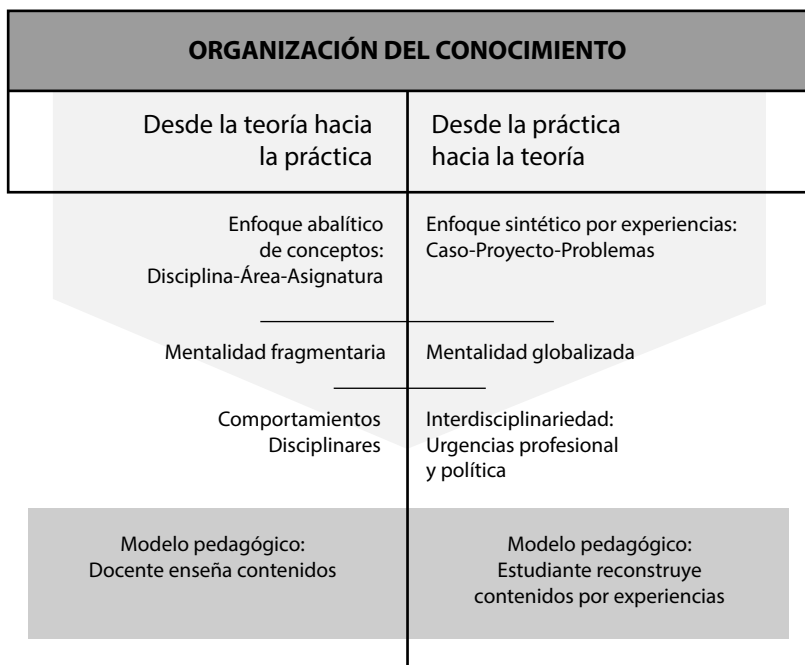 ORGANIZACIÓN DEL CONOCIMIENTO
Desde la teoría hacia
la práctica
Desde la práctica
hacia la teoría
Enfoque abalítico
de conceptos:
Disciplina-Área-Asignatura
Enfoque sintético por experiencias:
Caso-Proyecto-Problemas
Mentalidad fragmentaria
Mentalidad globalizada
Comportamientos
Disciplinares
Interdisciplinariedad:
Urgencias profesional
y política
Modelo pedagógico:
Docente enseña contenidos
Modelo pedagógico:
Estudiante reconstruye
contenidos por experiencias